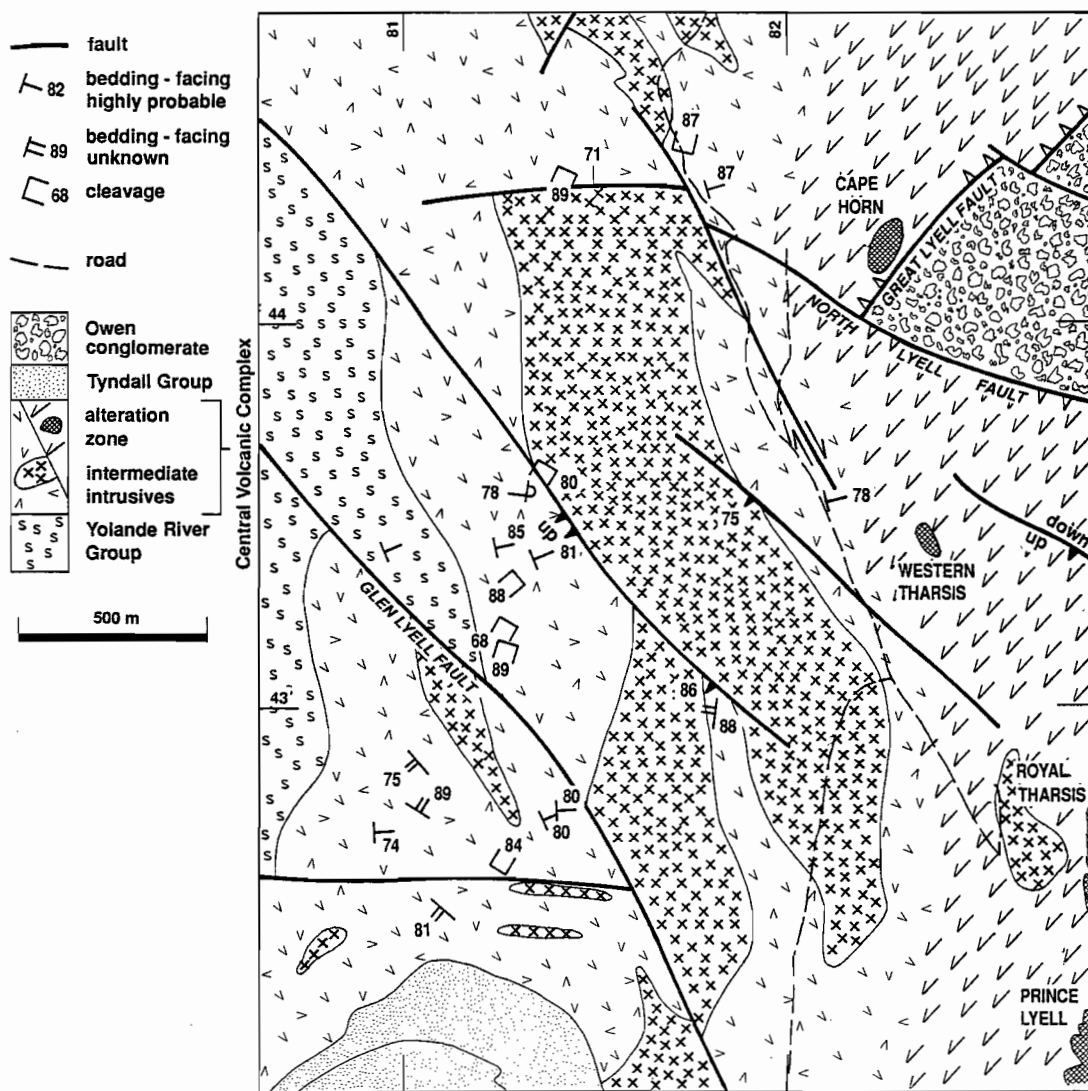 fault
82
bedding - facing
highly probable
89
bedding - facing
unknown
68
cleavage
road
Owen
conglomerate
Tyndall Group
alteration
zone
intermediate
intrusives
Yolande River
Group
Central Volcanic Complex
500 m
81
82
44
43
87
71
89
87
CAPE
HORN
GREAT LYELL FAULT
NORTH LYELL FAULT
80
78
up
85
81
88
68
89
75
78
WESTERN
THARSIS
down
up
GLEN LYELL FAULT
86
88
75
89
74
80
80
84
81
ROYAL
THARSIS
PRINCE
LYELL